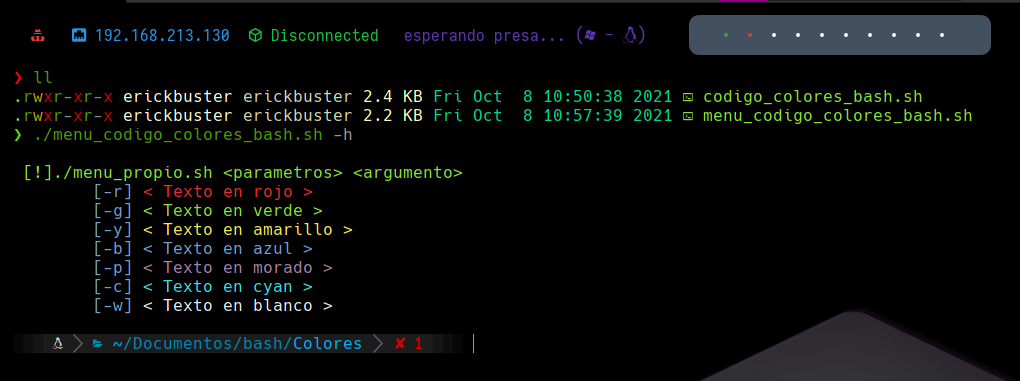 192.168.213.130 Disconnected esperando presa... ( - )
❯ ll
.rwxr-xr-x erickbuster erickbuster 2.4 KB Fri Oct  8 10:50:38 2021 codigo_colores_bash.sh
.rwxr-xr-x erickbuster erickbuster 2.2 KB Fri Oct  8 10:57:39 2021 menu_codigo_colores_bash.sh
❯ ./menu_codigo_colores_bash.sh -h
[!]./menu_propio.sh <parametros> <argumento>
[-r] < Texto en rojo >
[-g] < Texto en verde >
[-y] < Texto en amarillo >
[-b] < Texto en azul >
[-p] < Texto en morado >
[-c] < Texto en cyan >
[-w] < Texto en blanco >
~/Documentos/bash/Colores ✘ 1